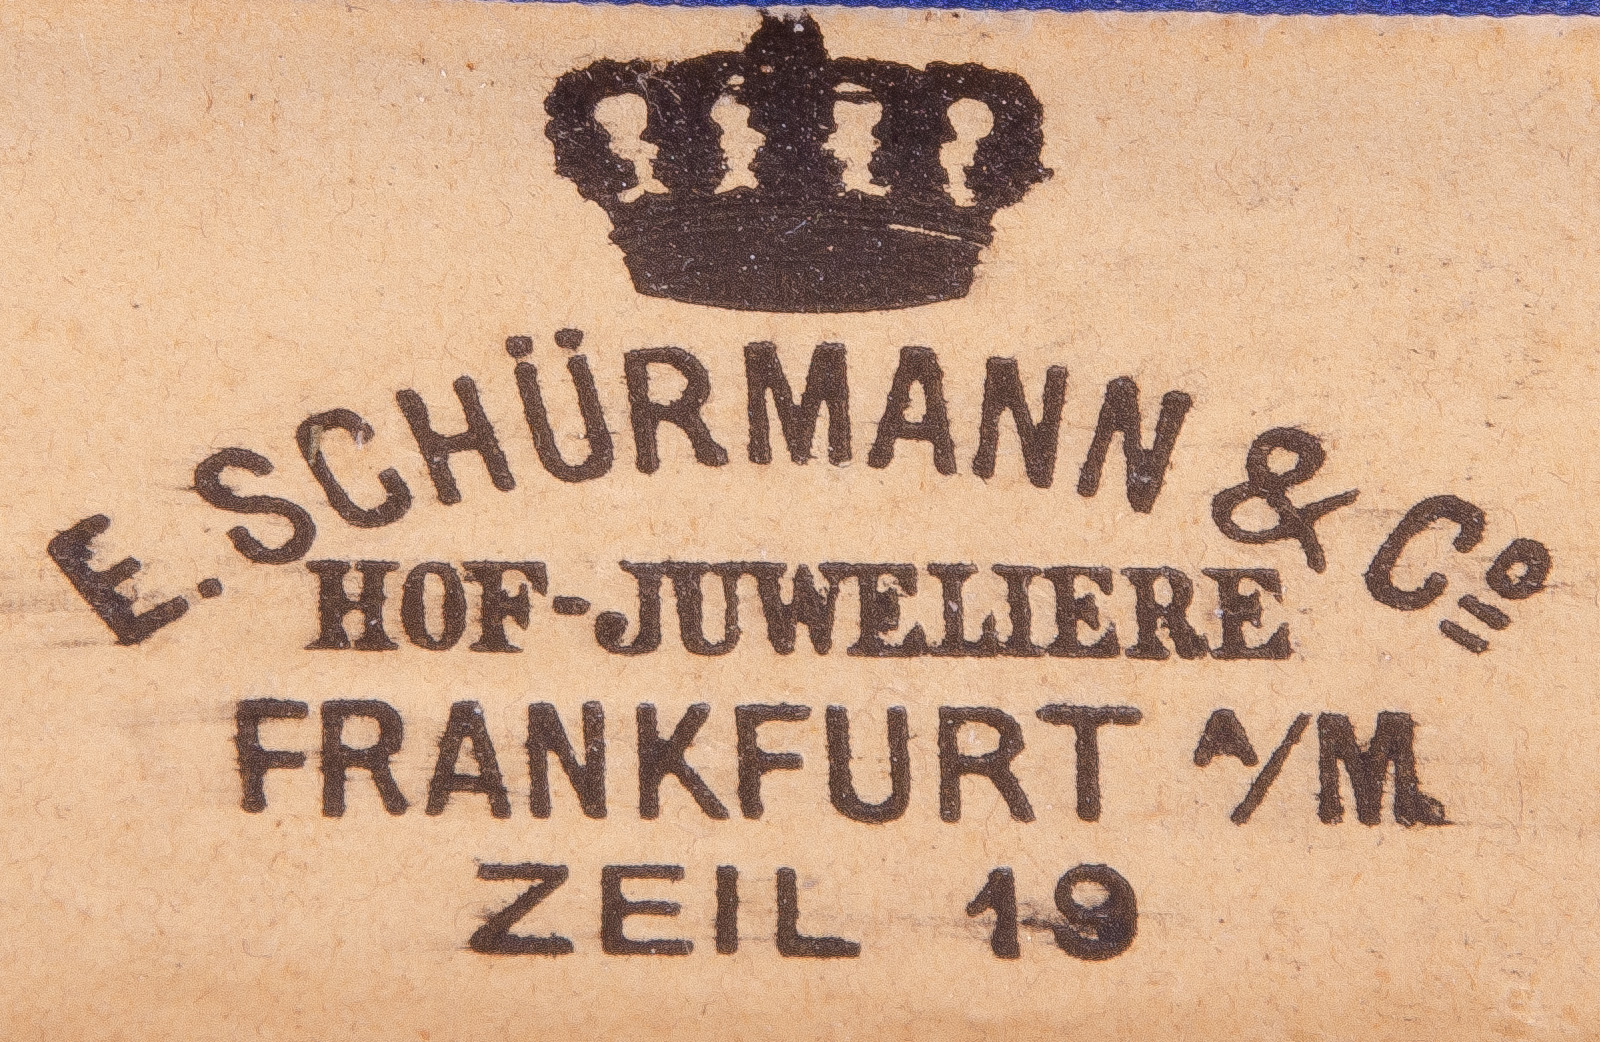 E. SCHÜRMANN & Cº
HOF-JUWELIERE
FRANKFURT A/M.
ZEIL 19